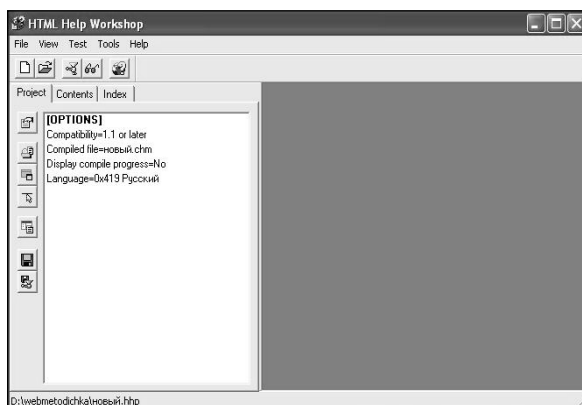 HTML Help Workshop
File View Test Tools Help
Project Contents Index
[OPTIONS]
Compatibility=1.1 or later
Compiled file=новый.chm
Display compile progress=No
Language=0x419 Русский
D:\webmetodichka\новый.hhp